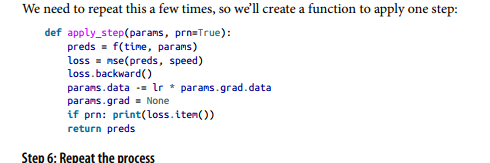 We need to repeat this a few times, so we’ll create a function to apply one step:
def apply_step(params, prn=True):
    preds = f(time, params)
    loss = mse(preds, speed)
    loss.backward()
    params.data -= lr * params.grad.data
    params.grad = None
    if prn: print(loss.item())
    return preds
Step 6: Repeat the process